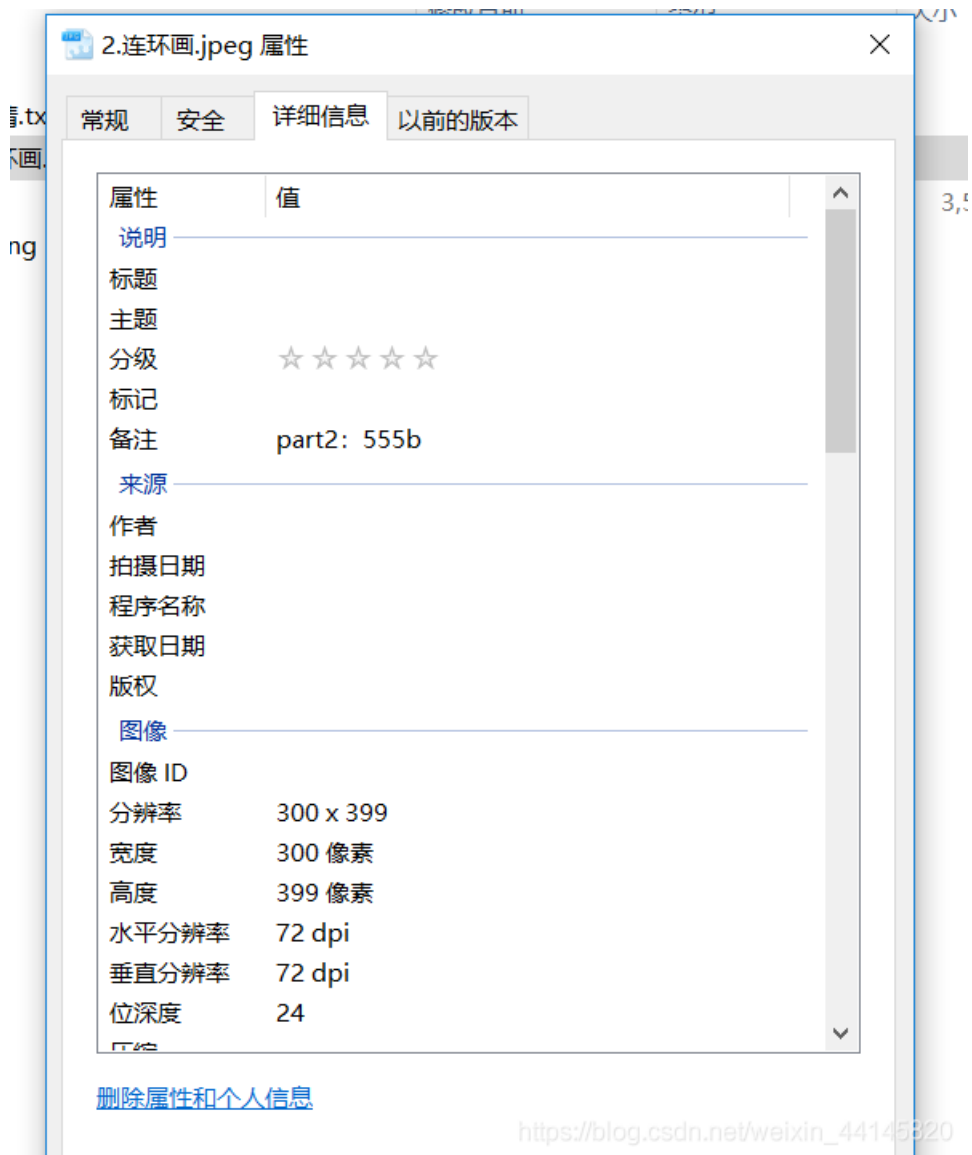 2.连环画.jpeg 属性
.tx
常规 安全 详细信息 以前的版本
画.
属性 值
3,5
说明
ng
标题
主题
分级 ☆☆☆☆☆
标记
备注 part2：555b
来源
作者
拍摄日期
程序名称
获取日期
版权
图像
图像 ID
分辨率 300 x 399
宽度 300 像素
高度 399 像素
水平分辨率 72 dpi
垂直分辨率 72 dpi
位深度 24
删除属性和个人信息
https://blog.csdn.net/weixin_44145820